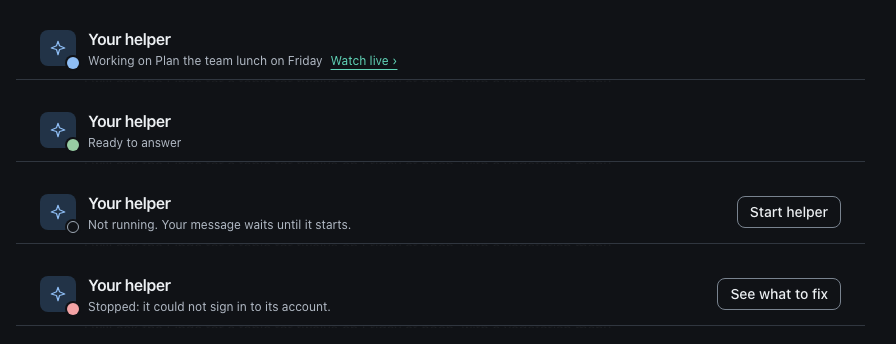 Your helper
Working on Plan the team lunch on Friday Watch live ›
Your helper
Ready to answer
Your helper
Not running. Your message waits until it starts.
Start helper
Your helper
Stopped: it could not sign in to its account.
See what to fix